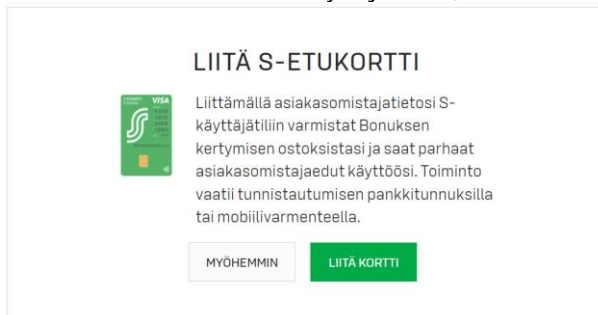 LIITÄ S-ETUKORTTI
VISA
Liittämällä asiakasomistajatietosi S-
käyttäjätiliin varmistat Bonuksen
kertymisen ostoksistasi ja saat parhaat
asiakasomistajaedut käyttöösi. Toiminto
vaatii tunnistautumisen pankkitunnuksilla
tai mobiilivarmenteella.
MYÖHEMMIN
LIITÄ KORTTI